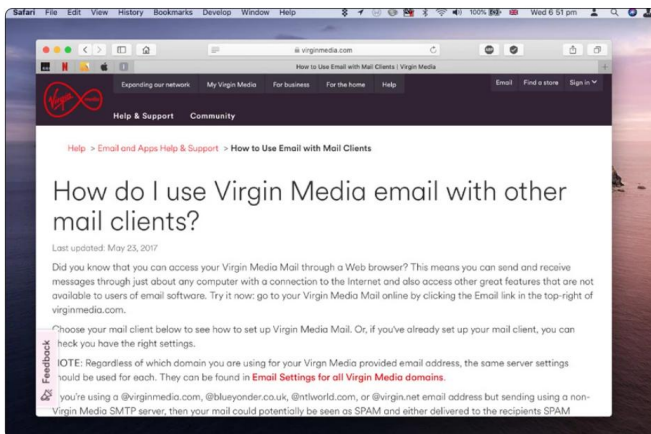 Safari File Edit View History Bookmarks Develop Window Help 100% Wed 6 51 pm
virginmedia.com
How to Use Email with Mail Clients | Virgin Media
Expanding our network My Virgin Media For business For the home Help Email Find a store Sign in
Virgin media
Help & Support Community
Help > Email and Apps Help & Support > How to Use Email with Mail Clients
How do I use Virgin Media email with other
mail clients?
Last updated: May 23, 2017
Did you know that you can access your Virgin Media Mail through a Web browser? This means you can send and receive
messages through just about any computer with a connection to the Internet and also access other great features that are not
available to users of email software. Try it now: go to your Virgin Media Mail online by clicking the Email link in the top-right of
virginmedia.com.
Choose your mail client below to see how to set up Virgin Media Mail. Or, if you've already set up your mail client, you can
check you have the right settings.
NOTE: Regardless of which domain you are using for your Virgn Media provided email address, the same server settings
should be used for each. They can be found in Email Settings for all Virgin Media domains.
you're using a @virginmedia.com, @blueyonder.co.uk, @ntlworld.com, or @virgin.net email address but sending using a non-
Virgin Media SMTP server, then your mail could potentially be seen as SPAM and either delivered to the recipients SPAM
Feedback